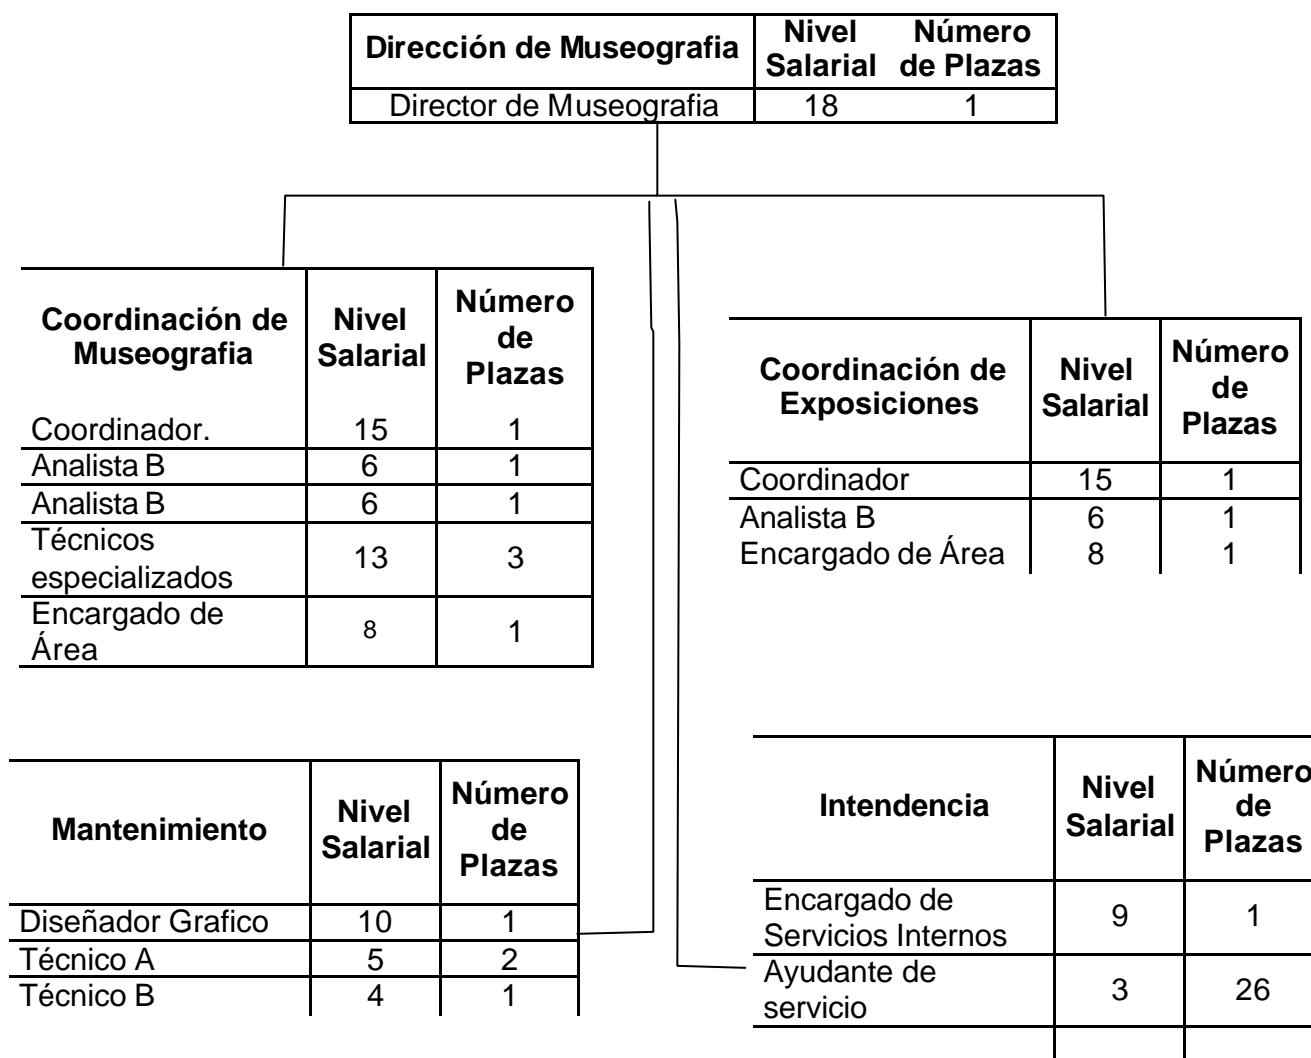 Dirección de Museografia Nivel Salarial Número de Plazas
Director de Museografia 18 1
Coordinación de Museografia Nivel Salarial Número de Plazas
Coordinador. 15 1
Analista B 6 1
Analista B 6 1
Técnicos especializados 13 3
Encargado de Área 8 1
Coordinación de Exposiciones Nivel Salarial Número de Plazas
Coordinador 15 1
Analista B 6 1
Encargado de Área 8 1
Mantenimiento Nivel Salarial Número de Plazas
Diseñador Grafico 10 1
Técnico A 5 2
Técnico B 4 1
Intendencia Nivel Salarial Número de Plazas
Encargado de Servicios Internos 9 1
Ayudante de servicio 3 26